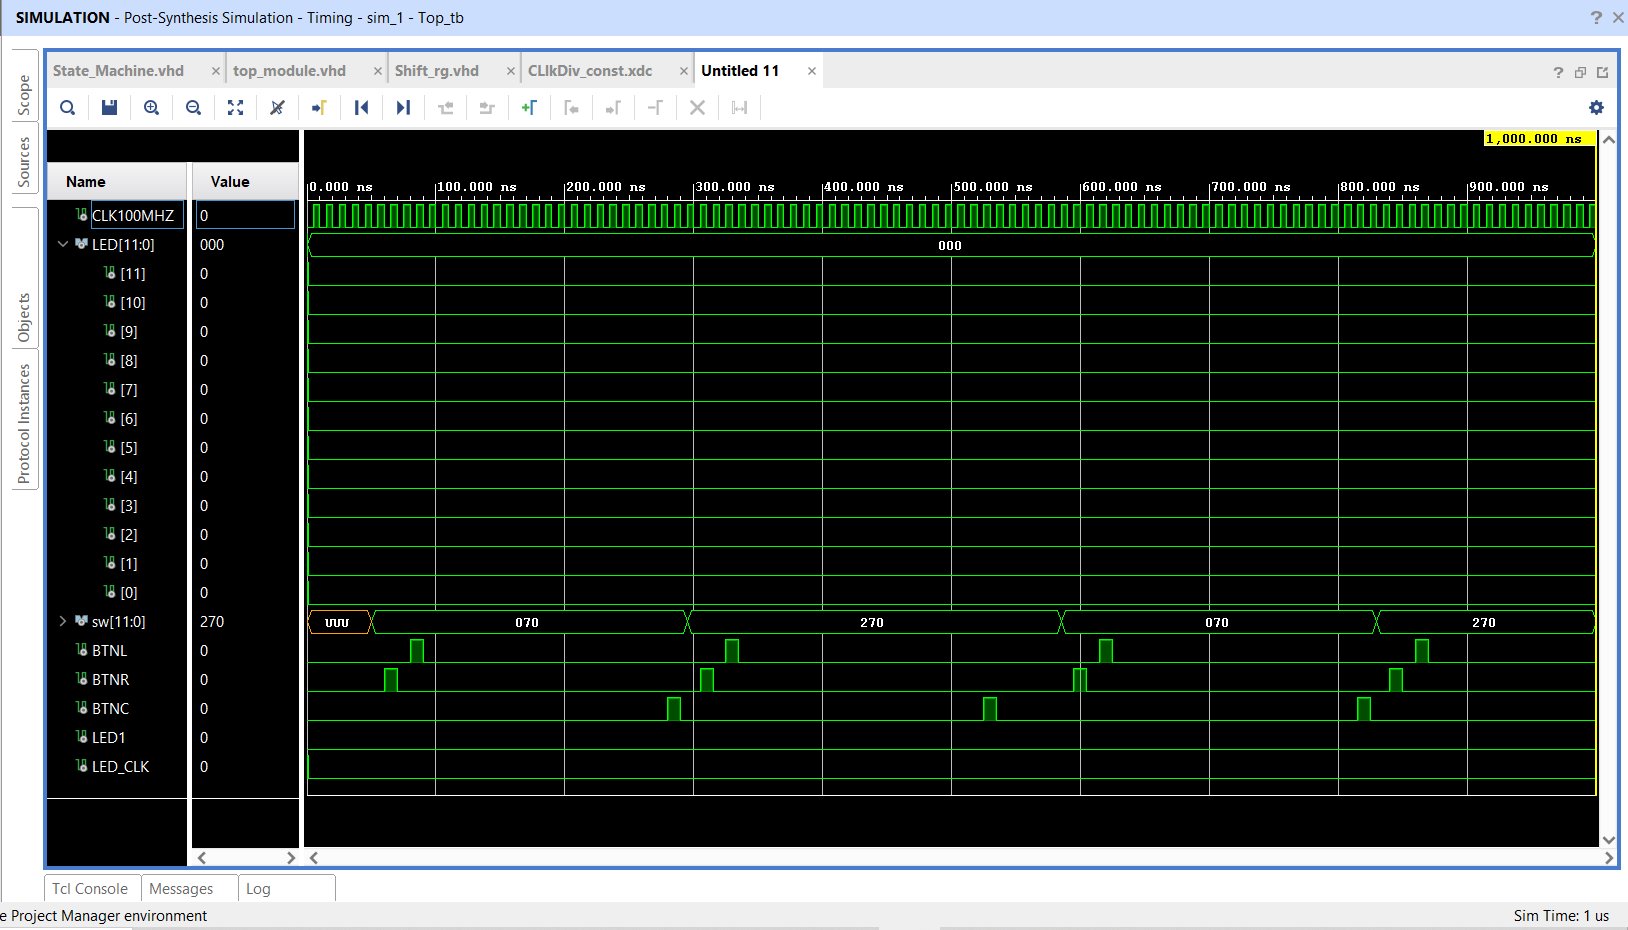 SIMULATION - Post-Synthesis Simulation - Timing - sim_1 - Top_tb
Scope
Sources
Objects
Protocol Instances
State_Machine.vhd
top_module.vhd
Shift_rg.vhd
CLlkDiv_const.xdc
Untitled 11
1,000.000 ns
Name Value
0.000 ns 100.000 ns 200.000 ns 300.000 ns 400.000 ns 500.000 ns 600.000 ns 700.000 ns 800.000 ns 900.000 ns
CLK100MHZ 0
LED[11:0] 000 000
[11] 0
[10] 0
[9] 0
[8] 0
[7] 0
[6] 0
[5] 0
[4] 0
[3] 0
[2] 0
[1] 0
[0] 0
sw[11:0] 270 UUU 070 270 070 270
BTNL 0
BTNR 0
BTNC 0
LED1 0
LED_CLK 0
Tcl Console Messages Log
e Project Manager environment Sim Time: 1 us